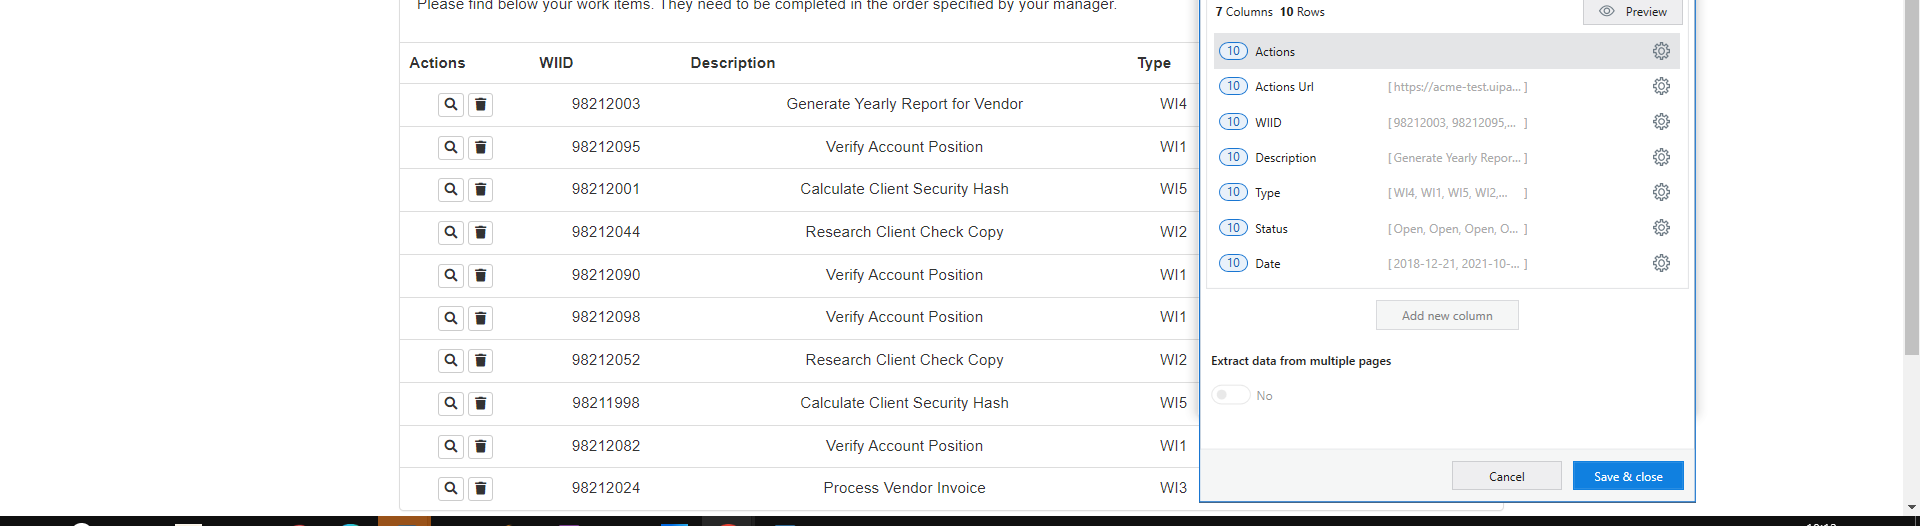 Please find below your work items. They need to be completed in the order specified by your manager.
Actions WIID Description Type
98212003 Generate Yearly Report for Vendor WI4
98212095 Verify Account Position WI1
98212001 Calculate Client Security Hash WI5
98212044 Research Client Check Copy WI2
98212090 Verify Account Position WI1
98212098 Verify Account Position WI1
98212052 Research Client Check Copy WI2
98211998 Calculate Client Security Hash WI5
98212082 Verify Account Position WI1
98212024 Process Vendor Invoice WI3
7 Columns 10 Rows Preview
10 Actions
10 Actions Url [ https://acme-test.uipa... ]
10 WIID [ 98212003, 98212095,... ]
10 Description [ Generate Yearly Repor... ]
10 Type [ WI4, WI1, WI5, WI2,... ]
10 Status [ Open, Open, Open, O... ]
10 Date [ 2018-12-21, 2021-10-... ]
Add new column
Extract data from multiple pages
No
Cancel Save & close